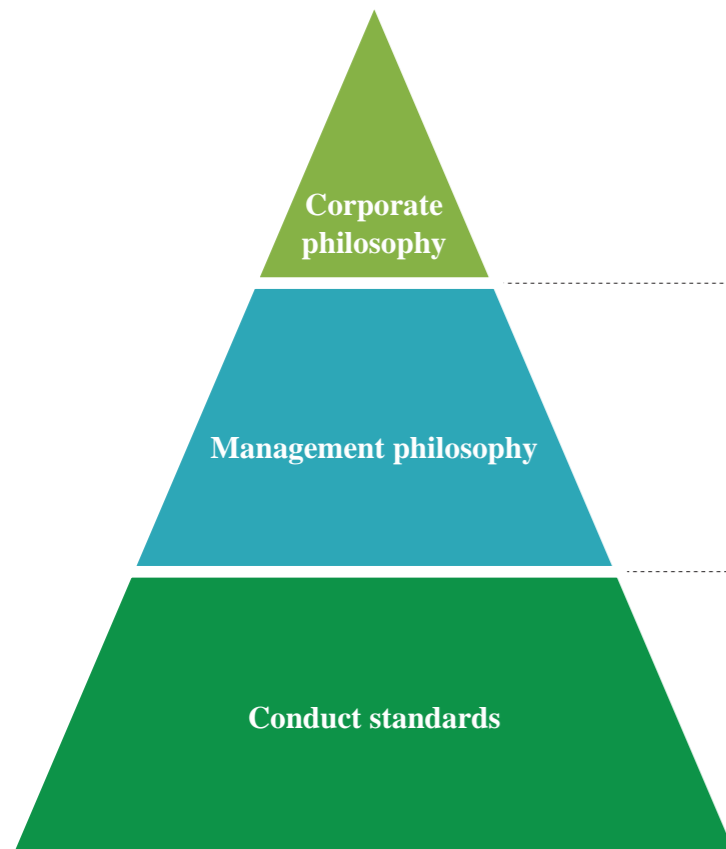 Corporate
philosophy
Management philosophy
Conduct standards